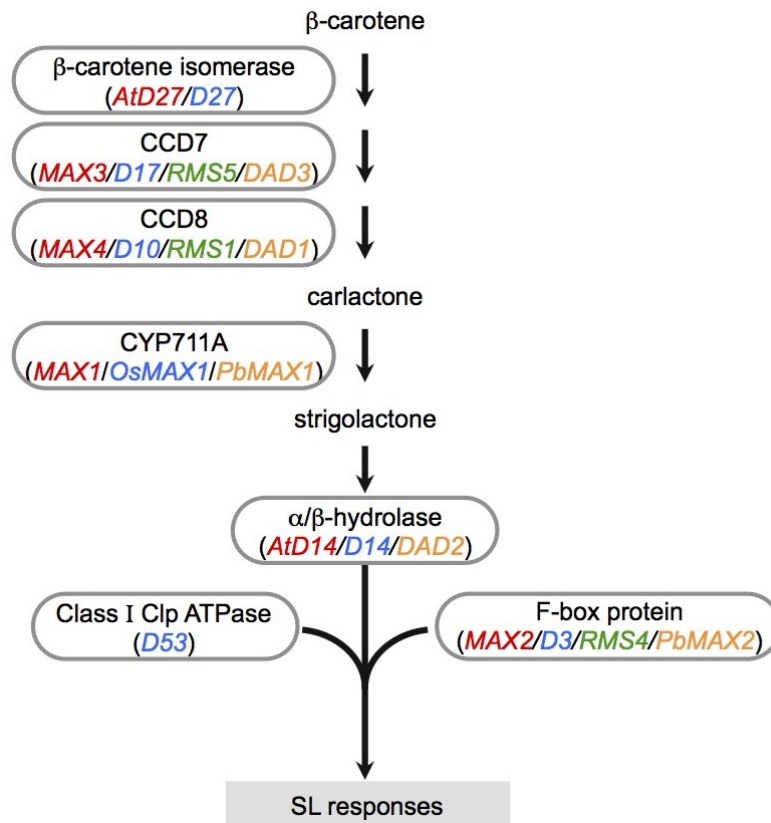 β-carotene
β-carotene isomerase
(AtD27/D27)
CCD7
(MAX3/D17/RMS5/DAD3)
CCD8
(MAX4/D10/RMS1/DAD1)
carlactone
CYP711A
(MAX1/OsMAX1/PbMAX1)
strigolactone
α/β-hydrolase
(AtD14/D14/DAD2)
Class I Clp ATPase
(D53)
F-box protein
(MAX2/D3/RMS4/PbMAX2)
SL responses